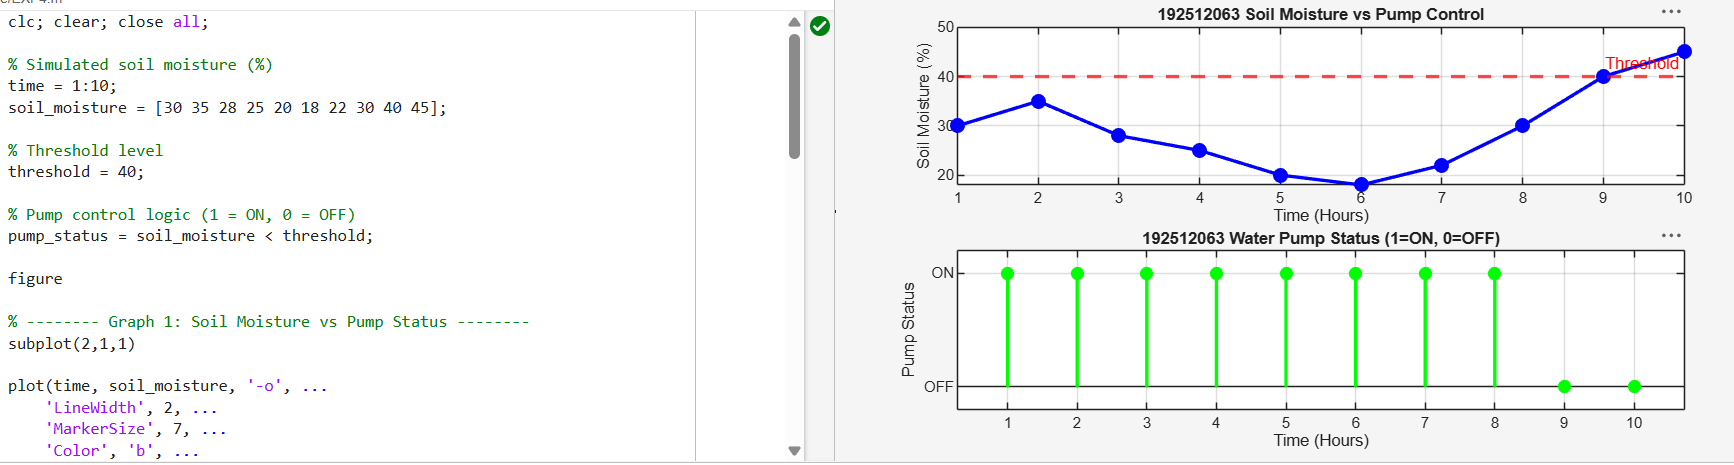 clc; clear; close all;
% Simulated soil moisture (%)
time = 1:10;
soil_moisture = [30 35 28 25 20 18 22 30 40 45];
% Threshold level
threshold = 40;
% Pump control logic (1 = ON, 0 = OFF)
pump_status = soil_moisture < threshold;
figure
% -------- Graph 1: Soil Moisture vs Pump Status --------
subplot(2,1,1)
plot(time, soil_moisture, '-o', ...
'LineWidth', 2, ...
'MarkerSize', 7, ...
'Color', 'b', ...
192512063 Soil Moisture vs Pump Control
Soil Moisture (%)
50
40
30
20
Threshold
1 2 3 4 5 6 7 8 9 10
Time (Hours)
192512063 Water Pump Status (1=ON, 0=OFF)
Pump Status
ON
OFF
1 2 3 4 5 6 7 8 9 10
Time (Hours)